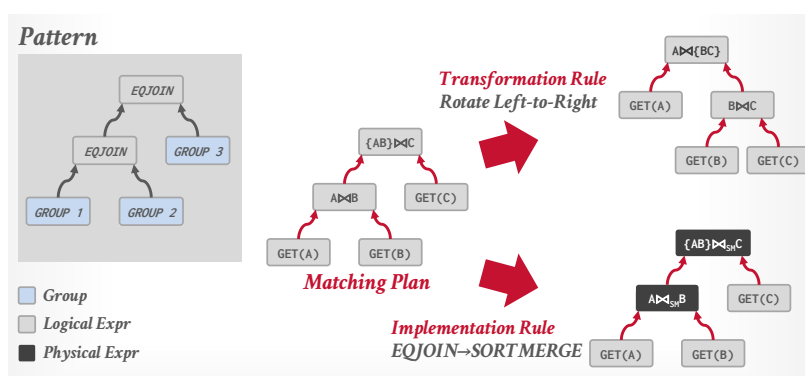 Pattern
EQJOIN
EQJOIN
GROUP 3
GROUP 1
GROUP 2
Group
Logical Expr
Physical Expr
{AB}⋈C
A⋈B
GET(C)
GET(A)
GET(B)
Matching Plan
Transformation Rule
Rotate Left-to-Right
A⋈{BC}
GET(A)
B⋈C
GET(B)
GET(C)
Implementation Rule
EQJOIN→SORTMERGE
{AB}⋈SMC
A⋈SMB
GET(C)
GET(A)
GET(B)